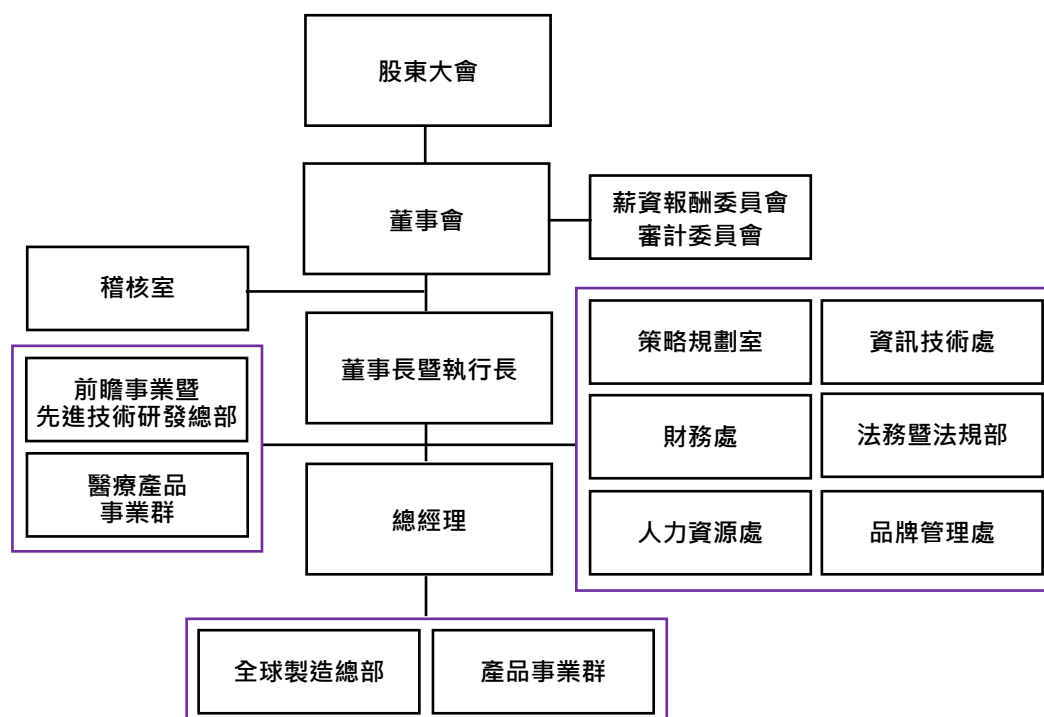 股東大會
董事會
薪資報酬委員會
審計委員會
稽核室
董事長暨執行長
策略規劃室
資訊技術處
前瞻事業暨
先進技術研發總部
財務處
法務暨法規部
醫療產品
事業群
總經理
人力資源處
品牌管理處
全球製造總部
產品事業群